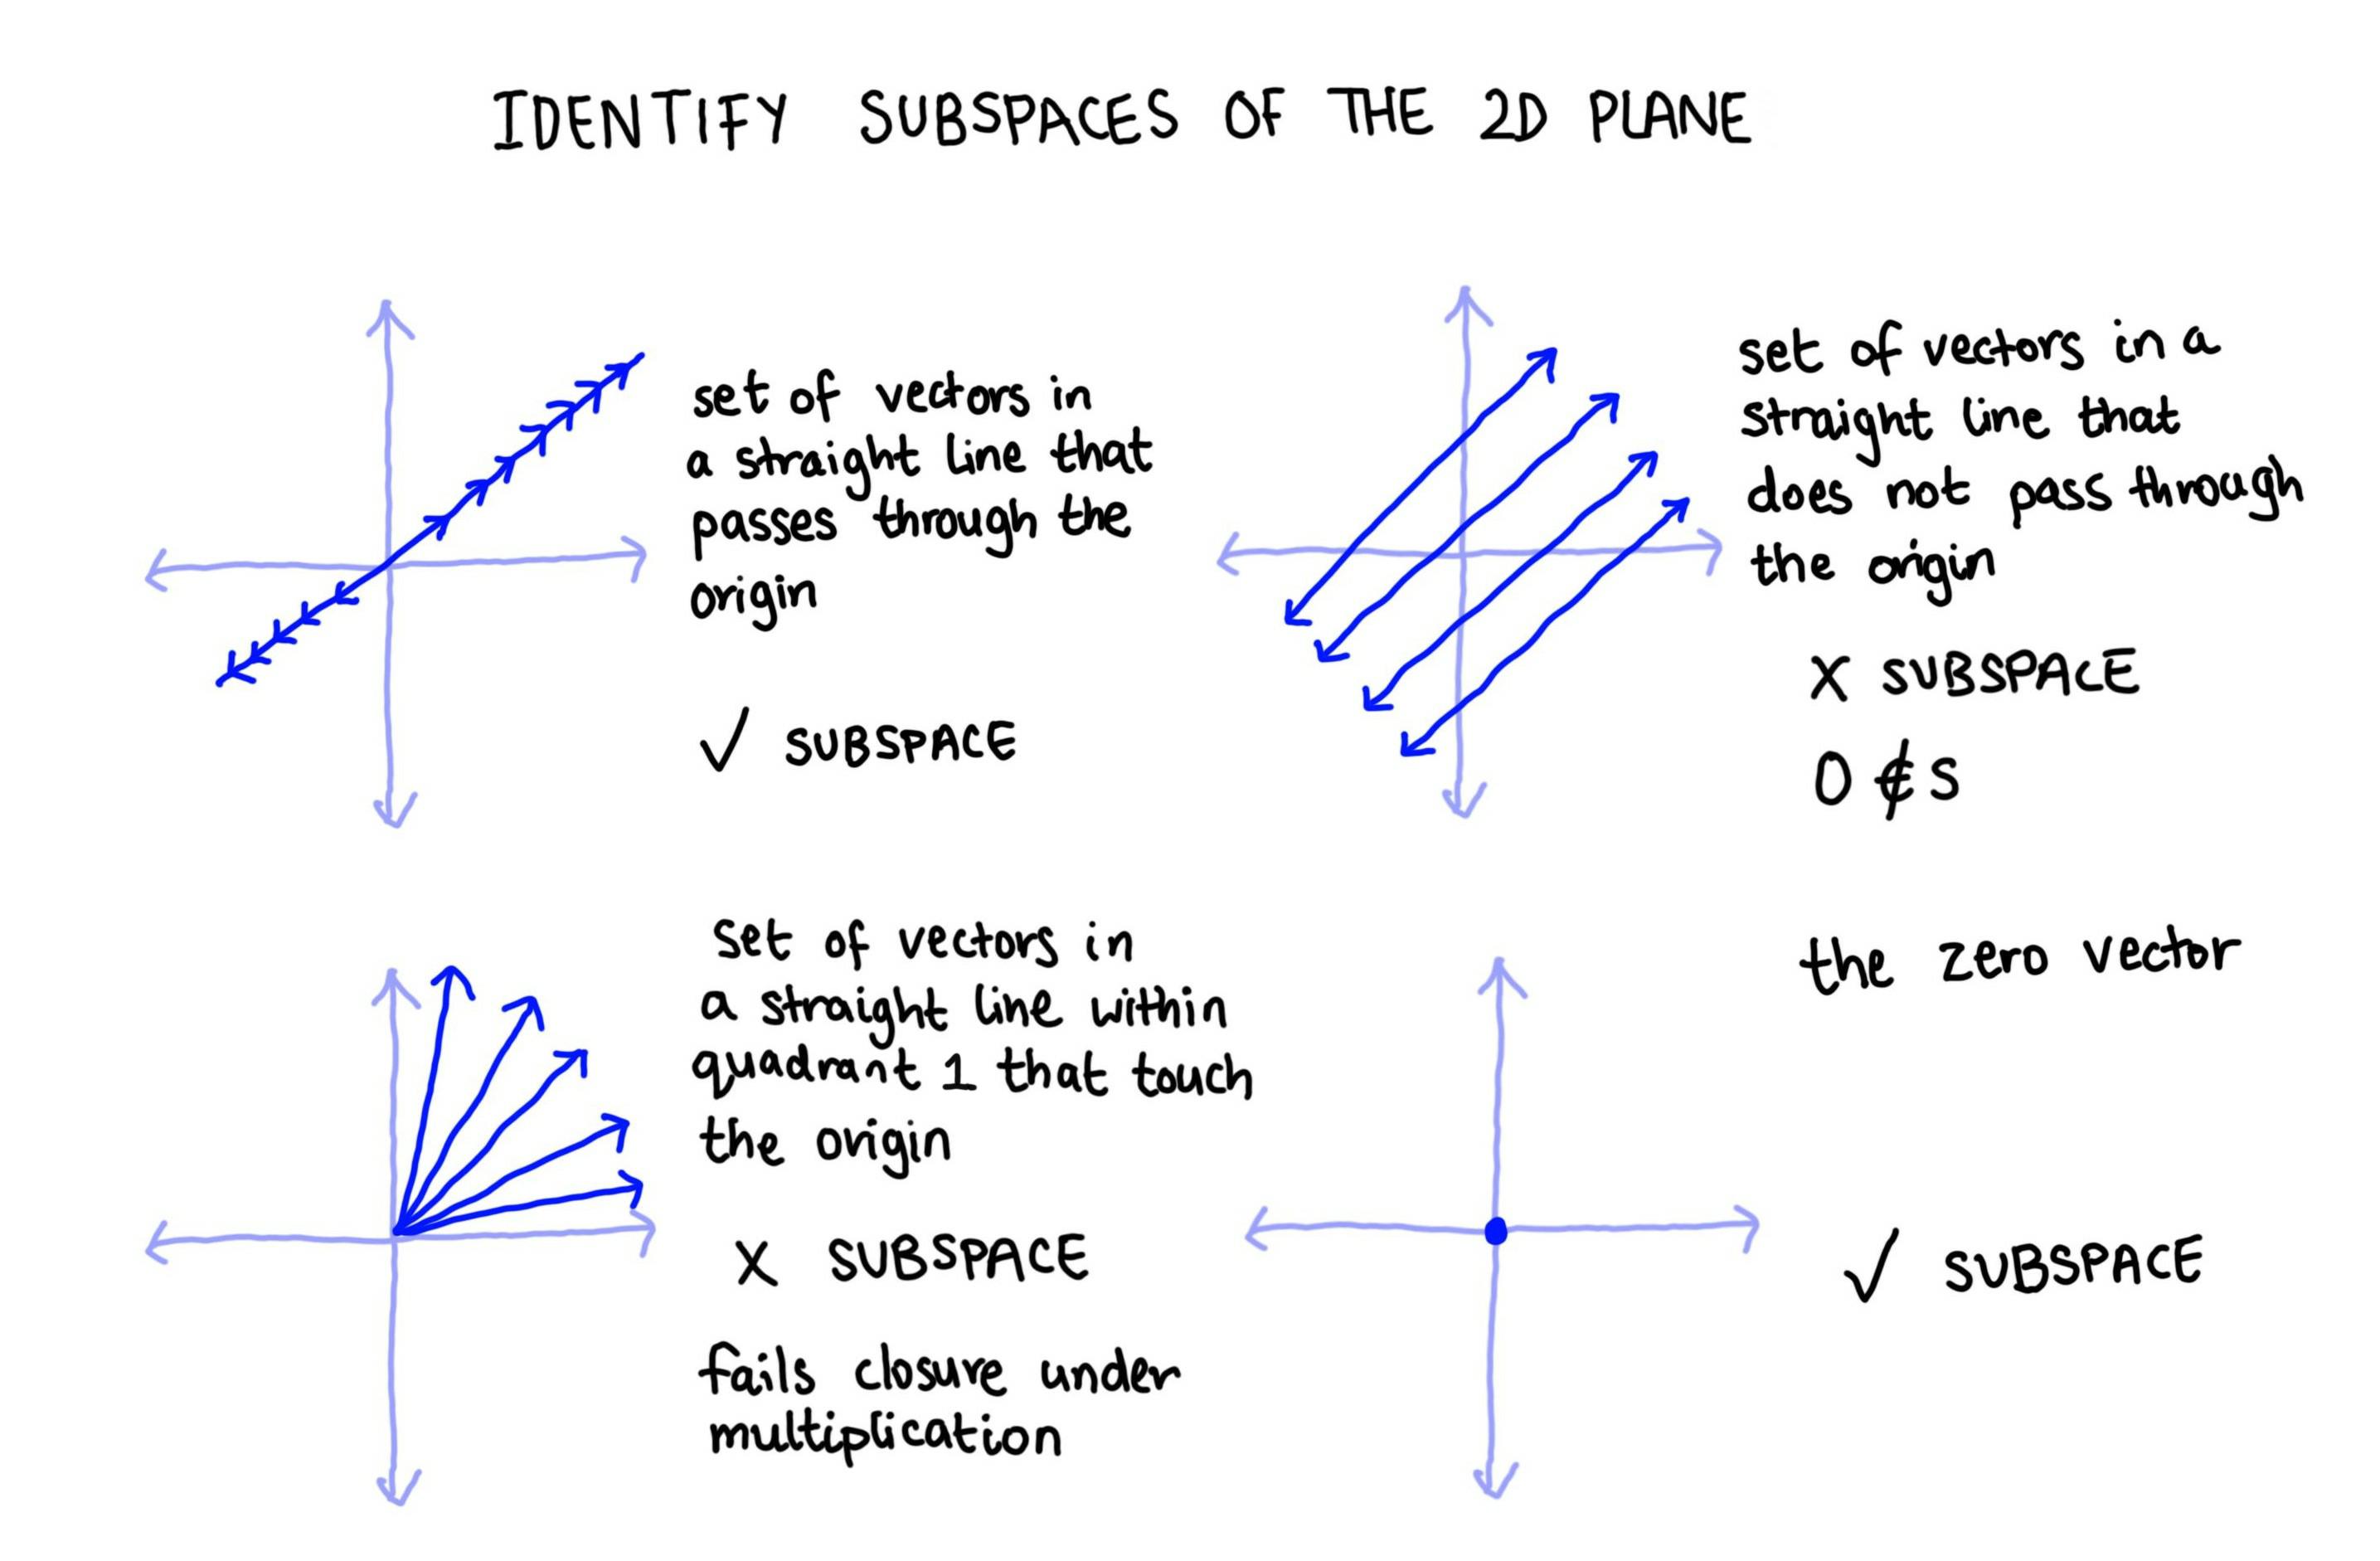 IDENTIFY SUBSPACES OF THE 2D PLANE
set of vectors in
a straight line that
passes through the
origin
✓ SUBSPACE
set of vectors in a
straight line that
does not pass through
the origin
X SUBSPACE
0 ∉ S
set of vectors in
a straight line within
quadrant 1 that touch
the origin
X SUBSPACE
fails closure under
multiplication
the zero vector
✓ SUBSPACE